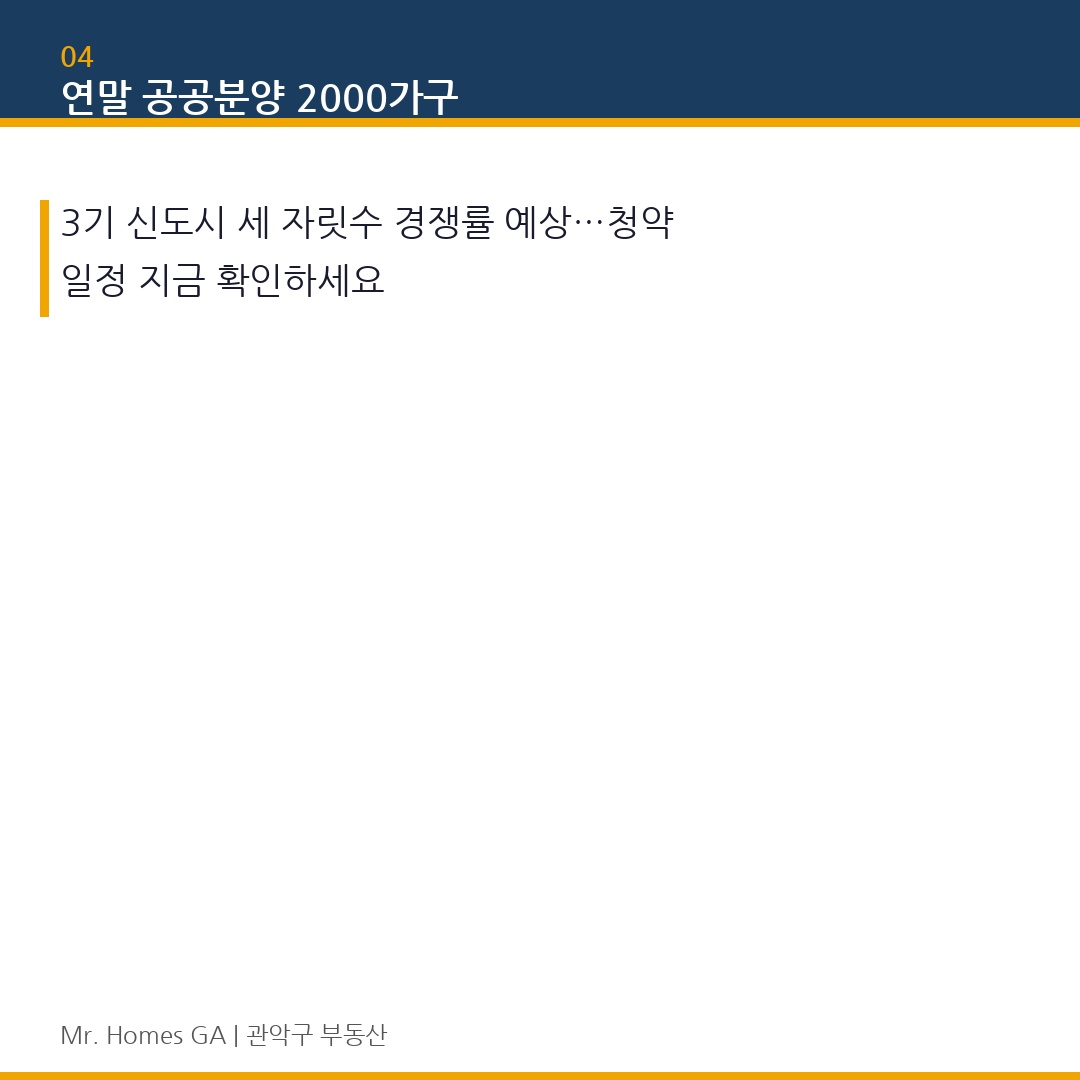 04
연말 공공분양 2000가구
3기 신도시 세 자릿수 경쟁률 예상…청약
일정 지금 확인하세요
Mr. Homes GA | 관악구 부동산